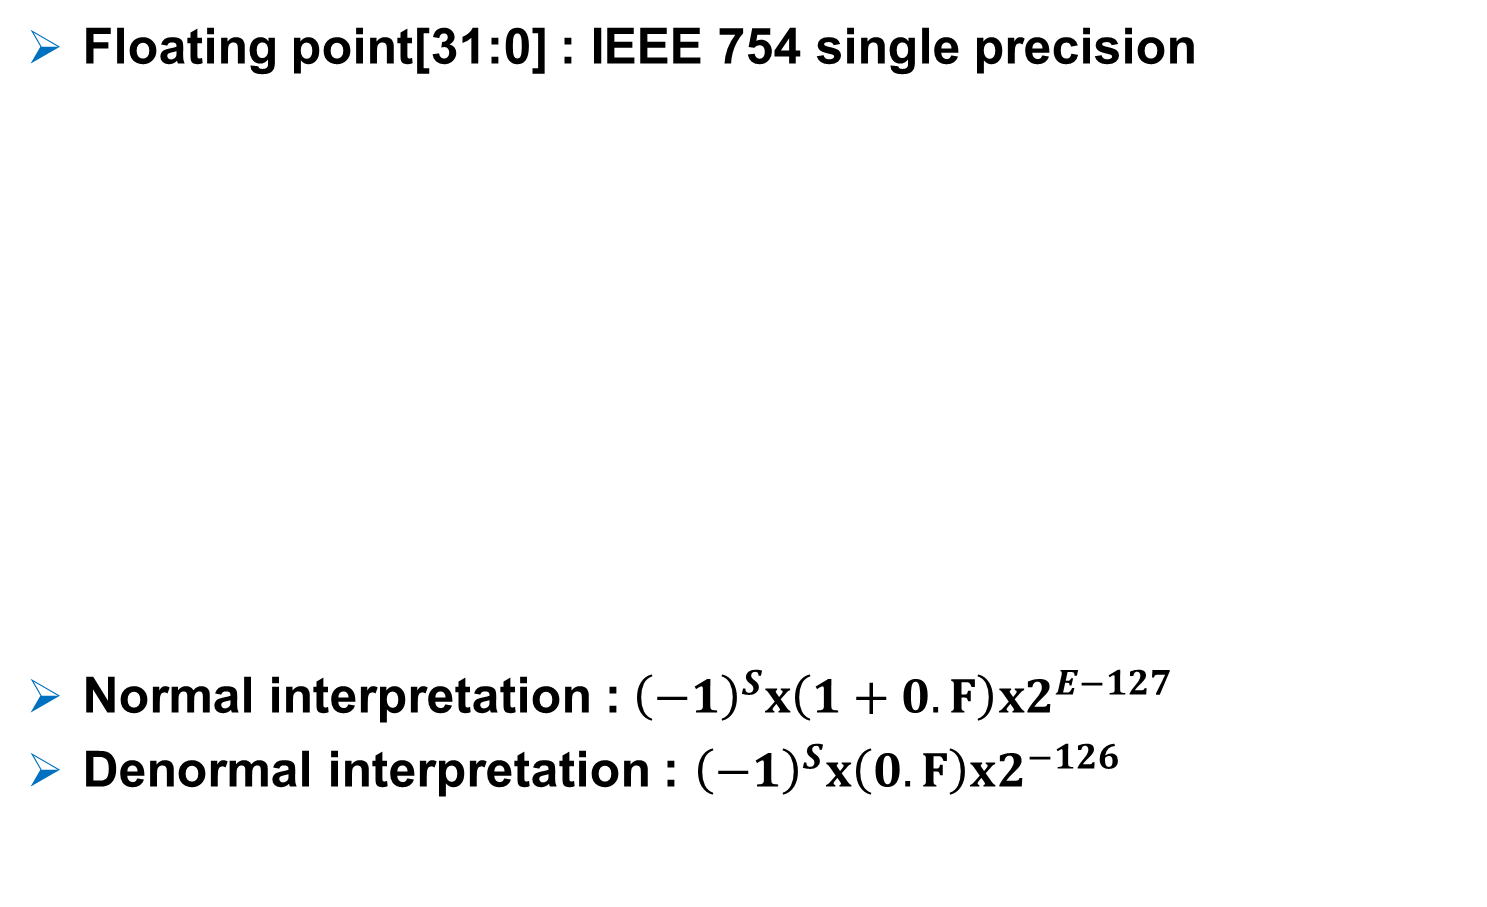 ➢ Floating point[31:0] : IEEE 754 single precision
➢ Normal interpretation : (−1)^S x(1 + 0. F)x2^{E−127}
➢ Denormal interpretation : (−1)^S x(0. F)x2^{−126}